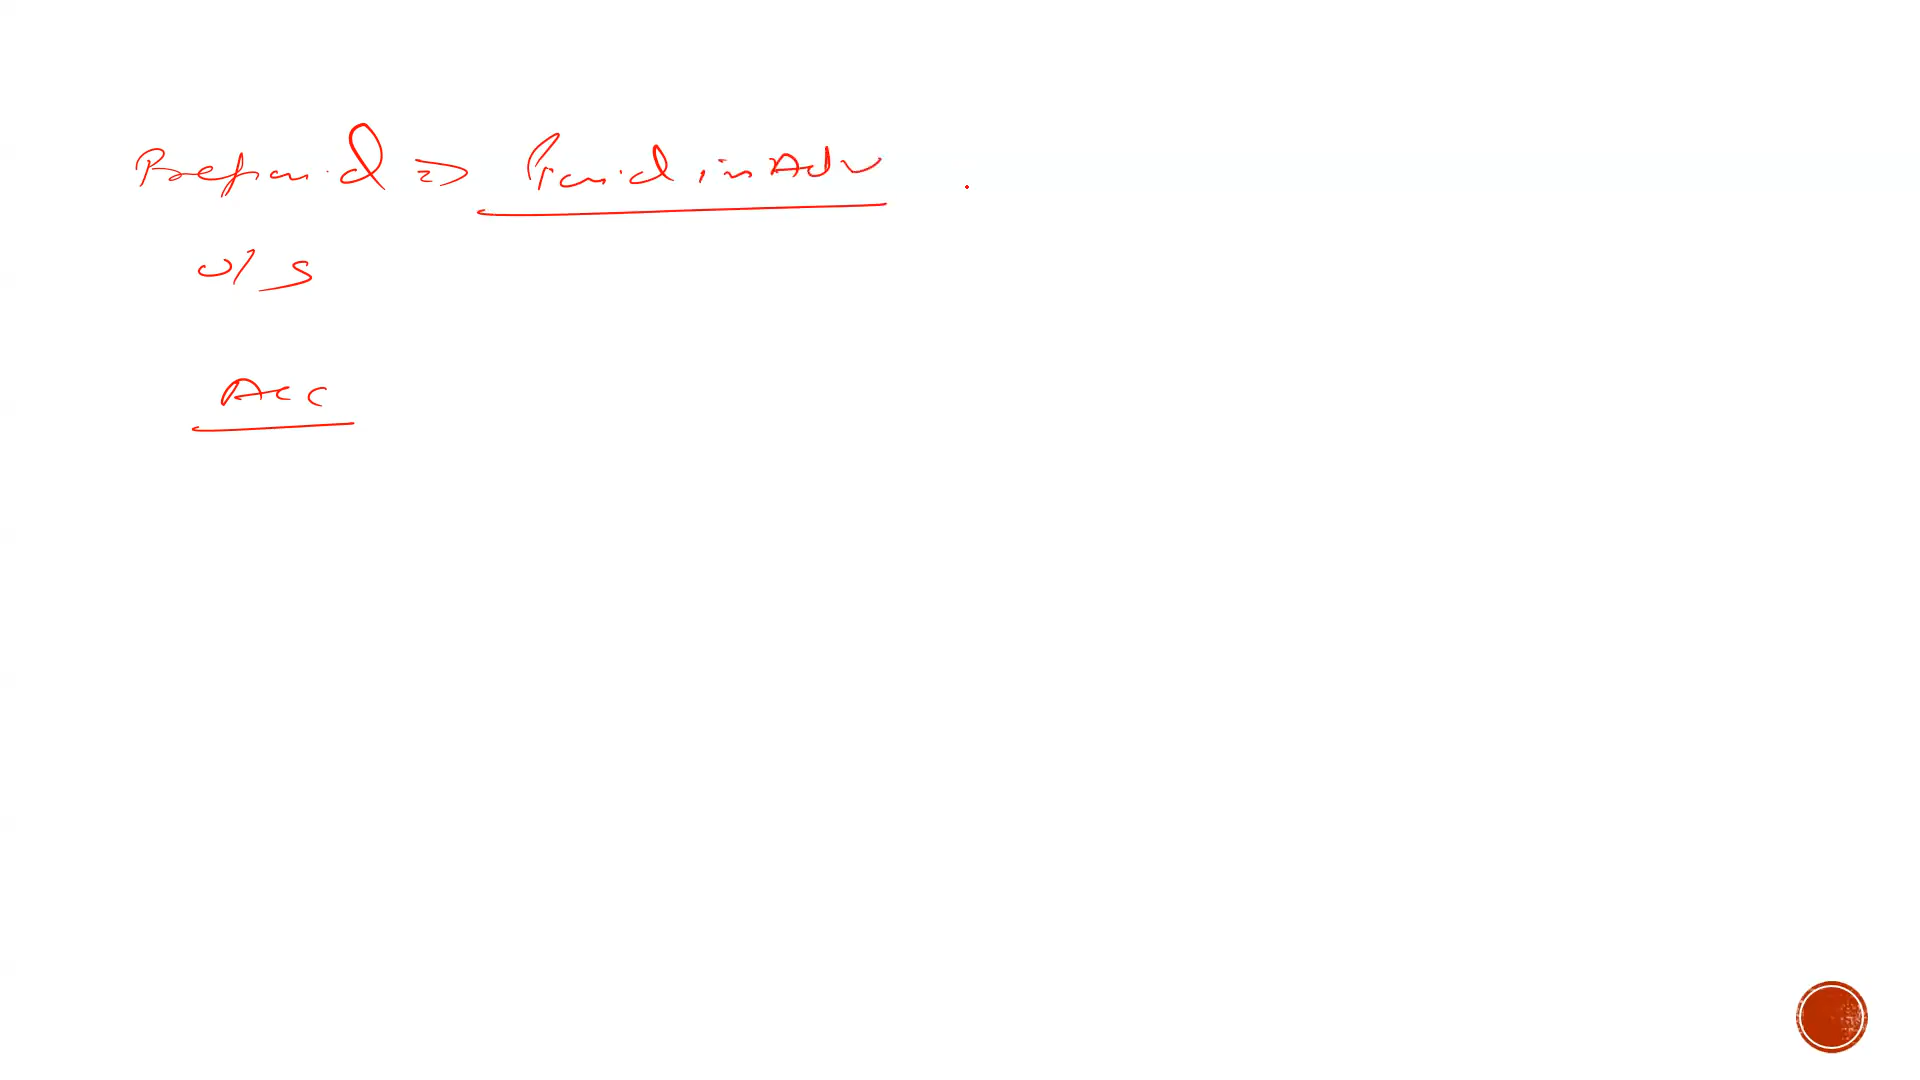 Prepaid ⇒ Paid in Adv
O/S
Acc